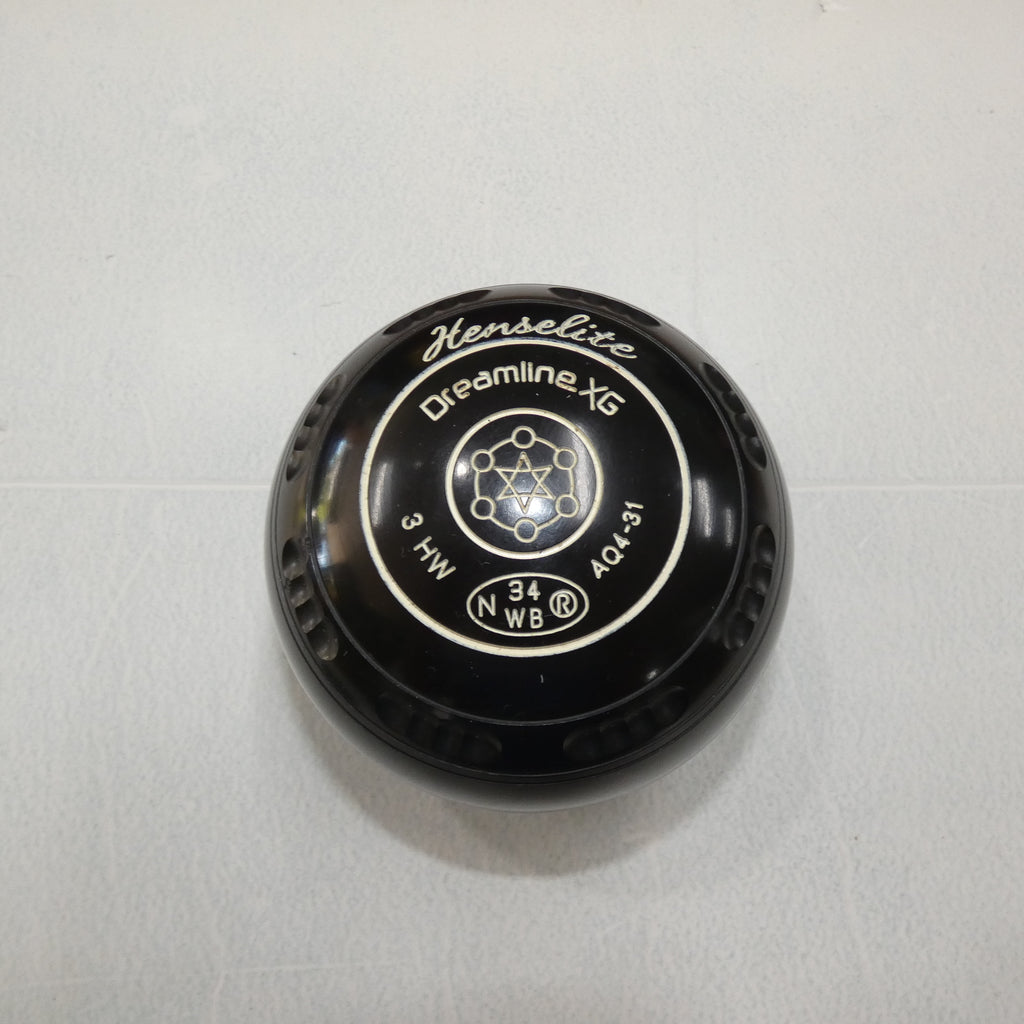 Henselite
Dreamline XG
3 HW
AQ4-31
34
N WB ®